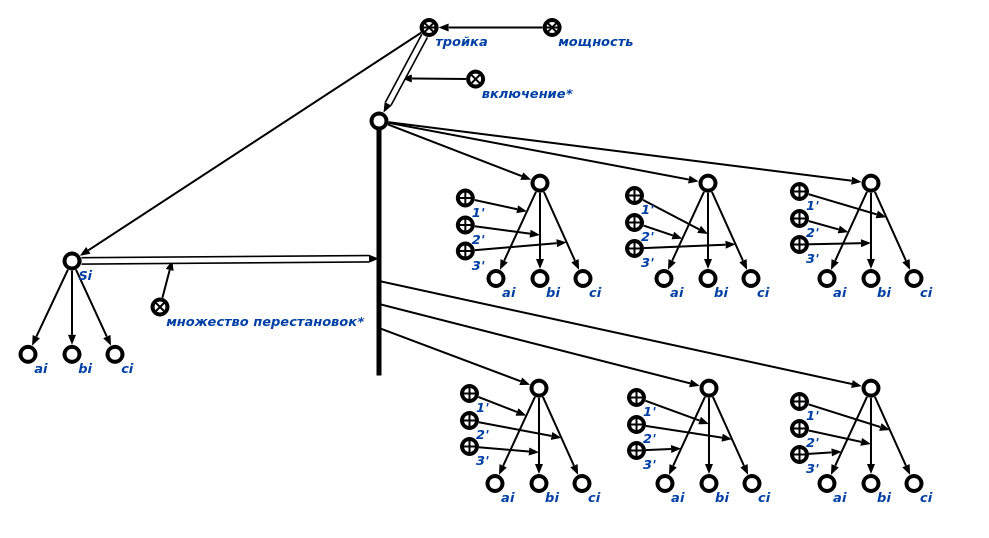 тройка
мощность
включение*
1'
2'
3'
ai bi ci
1'
2'
3'
ai bi ci
1'
2'
3'
ai bi ci
Si
множество перестановок*
ai bi ci
1'
2'
3'
ai bi ci
1'
2'
3'
ai bi ci
1'
2'
3'
ai bi ci